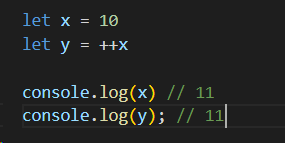 let x = 10
let y = ++x
console.log(x) // 11
console.log(y); // 11